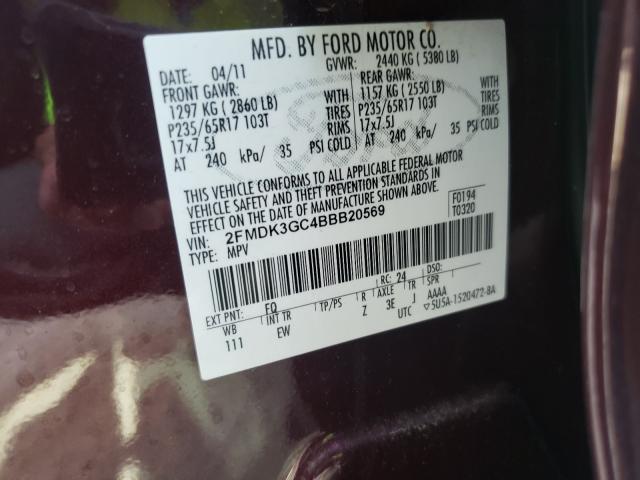 MFD. BY FORD MOTOR CO.
DATE: 04/11 GVWR: 2440 KG ( 5380 LB)
FRONT GAWR: REAR GAWR:
1297 KG ( 2860 LB) WITH 1157 KG ( 2550 LB) WITH
P235/65R17 103T TIRES P235/65R17 103T TIRES
17x7.5J RIMS 17x7.5J RIMS
AT 240 kPa/ 35 PSI COLD AT 240 kPa/ 35 PSI COLD
THIS VEHICLE CONFORMS TO ALL APPLICABLE FEDERAL MOTOR
VEHICLE SAFETY AND THEFT PREVENTION STANDARDS IN
EFFECT ON THE DATE OF MANUFACTURE SHOWN ABOVE.
VIN: 2FMDK3GC4BBB20569 F0194
TYPE: MPV T0320
EXT PNT: FQ RC: 24 DSO:
WB INT TR TP/PS R AXLE TR SPR
111 EW Z 3E J AAAA
UTC ▽5U5A-1520472-BA